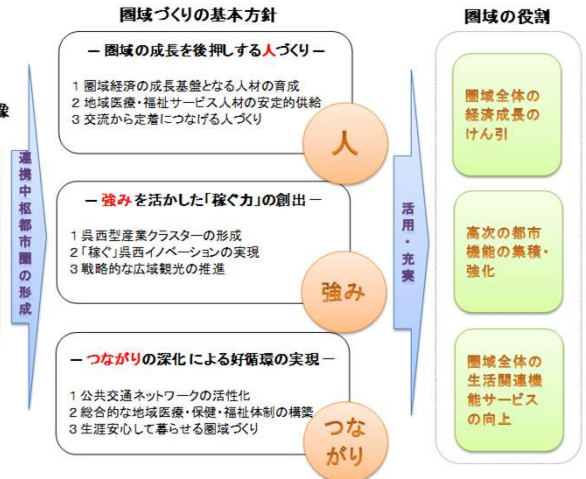 圏域づくりの基本方針
圏域の役割
像
連携中枢都市圏の形成
― 圏域の成長を後押しする人づくり ―
1 圏域経済の成長基盤となる人材の育成
2 地域医療・福祉サービス人材の安定的供給
3 交流から定着につなげる人づくり
人
― 強みを活かした「稼ぐ力」の創出 ―
1 呉西型産業クラスターの形成
2 「稼ぐ」呉西イノベーションの実現
3 戦略的な広域観光の推進
強み
― つながりの深化による好循環の実現 ―
1 公共交通ネットワークの活性化
2 総合的な地域医療・保健・福祉体制の構築
3 生涯安心して暮らせる圏域づくり
つな
がり
活用・充実
圏域全体の
経済成長の
けん引
高次の都市
機能の集積・
強化
圏域全体の
生活関連機
能サービス
の向上